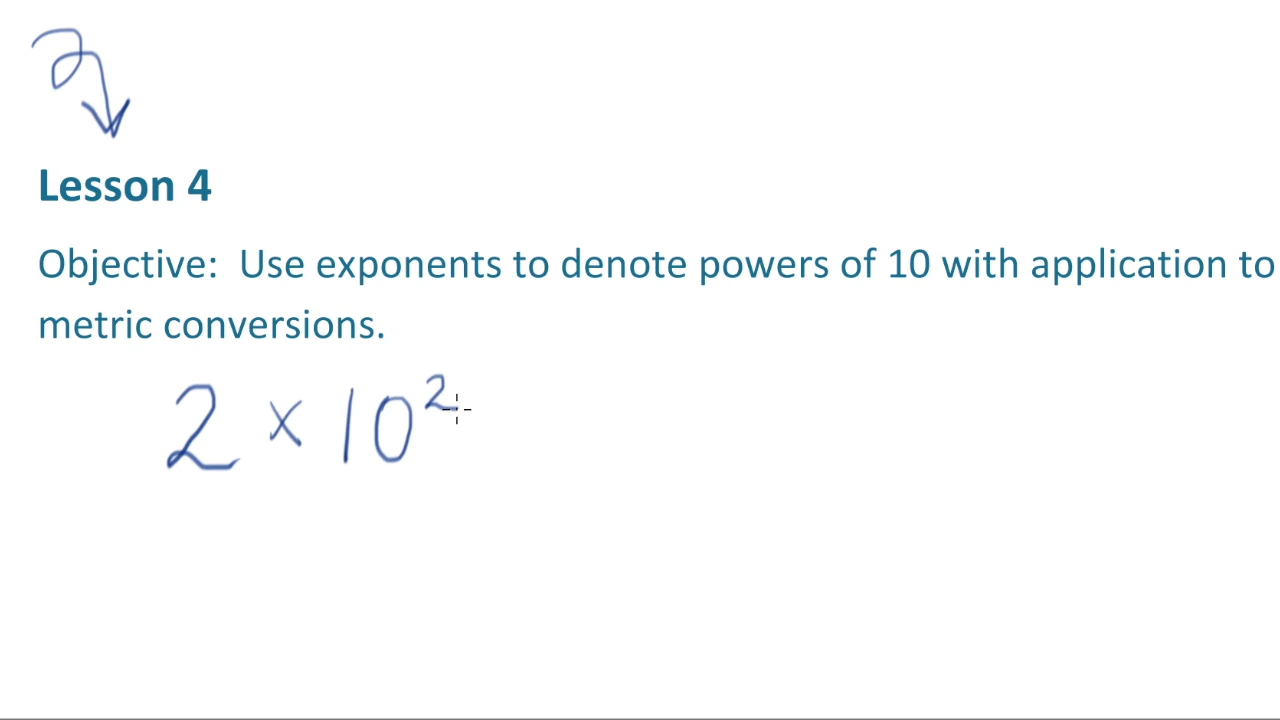 Lesson 4
Objective: Use exponents to denote powers of 10 with application to
metric conversions.
2 × 10²